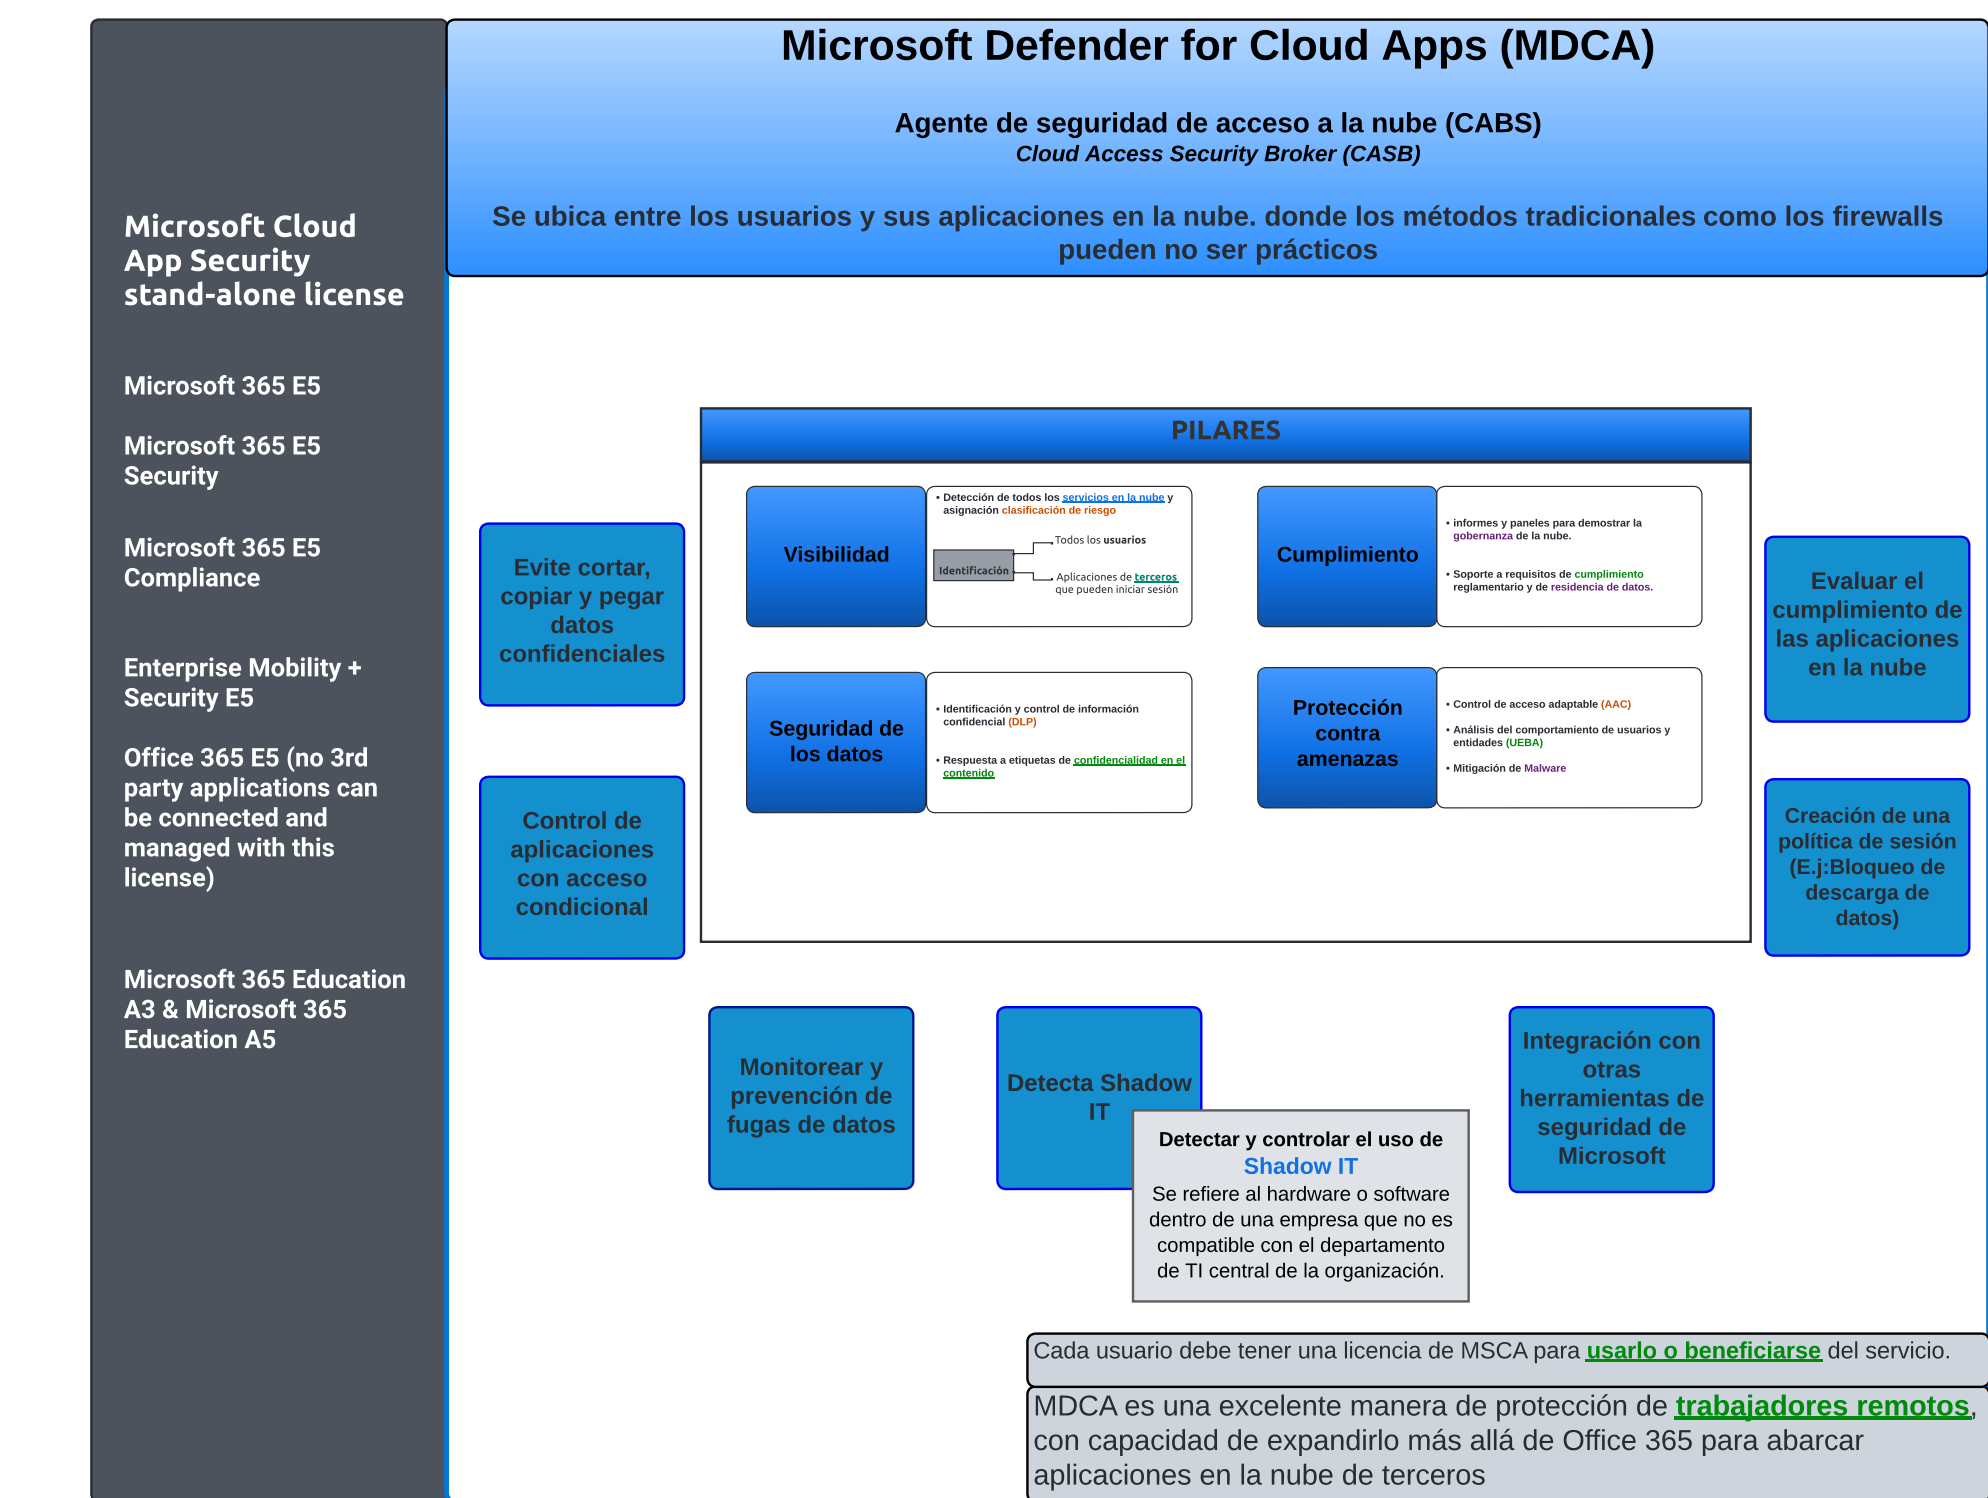 Microsoft Defender for Cloud Apps (MDCA)
Agente de seguridad de acceso a la nube (CABS)
Cloud Access Security Broker (CASB)
Se ubica entre los usuarios y sus aplicaciones en la nube. donde los métodos tradicionales como los firewalls
pueden no ser prácticos
Microsoft Cloud
App Security
stand-alone license
Microsoft 365 E5
Microsoft 365 E5
Security
Microsoft 365 E5
Compliance
Enterprise Mobility +
Security E5
Office 365 E5 (no 3rd
party applications can
be connected and
managed with this
license)
Microsoft 365 Education
A3 & Microsoft 365
Education A5
PILARES
Visibilidad
• Detección de todos los servicios en la nube y
asignación clasificación de riesgo
Identificación
Todos los usuarios
Aplicaciones de terceros
que pueden iniciar sesión
Cumplimiento
• informes y paneles para demostrar la
gobernanza de la nube.
• Soporte a requisitos de cumplimiento
reglamentario y de residencia de datos.
Seguridad de
los datos
• Identificación y control de información
confidencial (DLP)
• Respuesta a etiquetas de confidencialidad en el
contenido
Protección
contra
amenazas
• Control de acceso adaptable (AAC)
• Análisis del comportamiento de usuarios y
entidades (UEBA)
• Mitigación de Malware
Evite cortar,
copiar y pegar
datos
confidenciales
Control de
aplicaciones
con acceso
condicional
Evaluar el
cumplimiento de
las aplicaciones
en la nube
Creación de una
política de sesión
(E.j:Bloqueo de
descarga de
datos)
Monitorear y
prevención de
fugas de datos
Detecta Shadow
IT
Detectar y controlar el uso de
Shadow IT
Se refiere al hardware o software
dentro de una empresa que no es
compatible con el departamento
de TI central de la organización.
Integración con
otras
herramientas de
seguridad de
Microsoft
Cada usuario debe tener una licencia de MSCA para usarlo o beneficiarse del servicio.
MDCA es una excelente manera de protección de trabajadores remotos,
con capacidad de expandirlo más allá de Office 365 para abarcar
aplicaciones en la nube de terceros